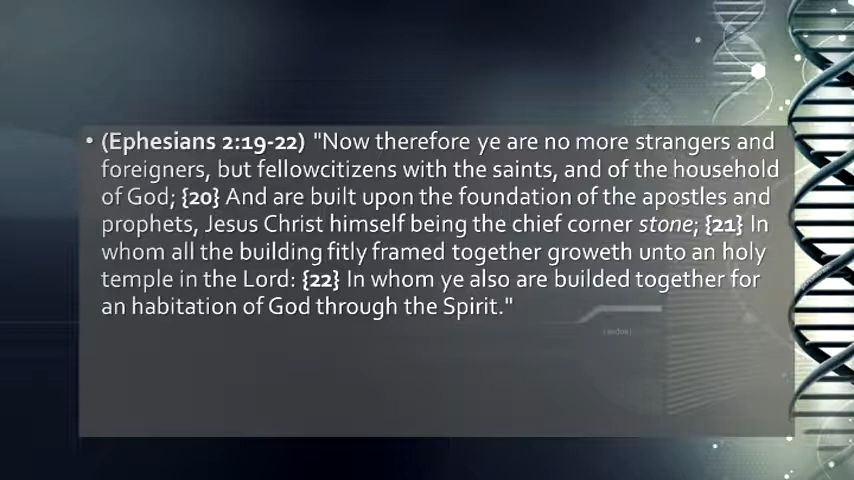 • (Ephesians 2:19-22) "Now therefore ye are no more strangers and
foreigners, but fellowcitizens with the saints, and of the household
of God; {20} And are built upon the foundation of the apostles and
prophets, Jesus Christ himself being the chief corner stone; {21} In
whom all the building fitly framed together groweth unto an holy
temple in the Lord: {22} In whom ye also are builded together for
an habitation of God through the Spirit."